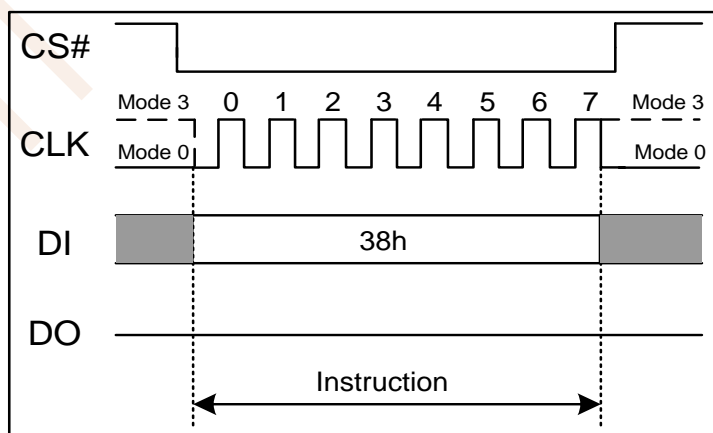 CS#
Mode 3 0 1 2 3 4 5 6 7 Mode 3
CLK
Mode 0 Mode 0
DI 38h
DO
Instruction